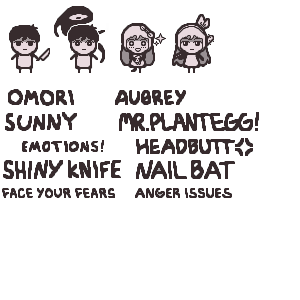 OMORI
SUNNY
EMOTIONS!
SHINY KNIFE
FACE YOUR FEARS
AUBREY
MR.PLANTEGG!
HEADBUTT
NAIL BAT
ANGER ISSUES